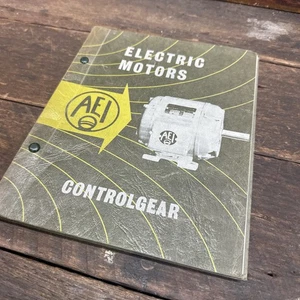 ELECTRIC
MOTORS
AEI
AEI
CONTROLGEAR